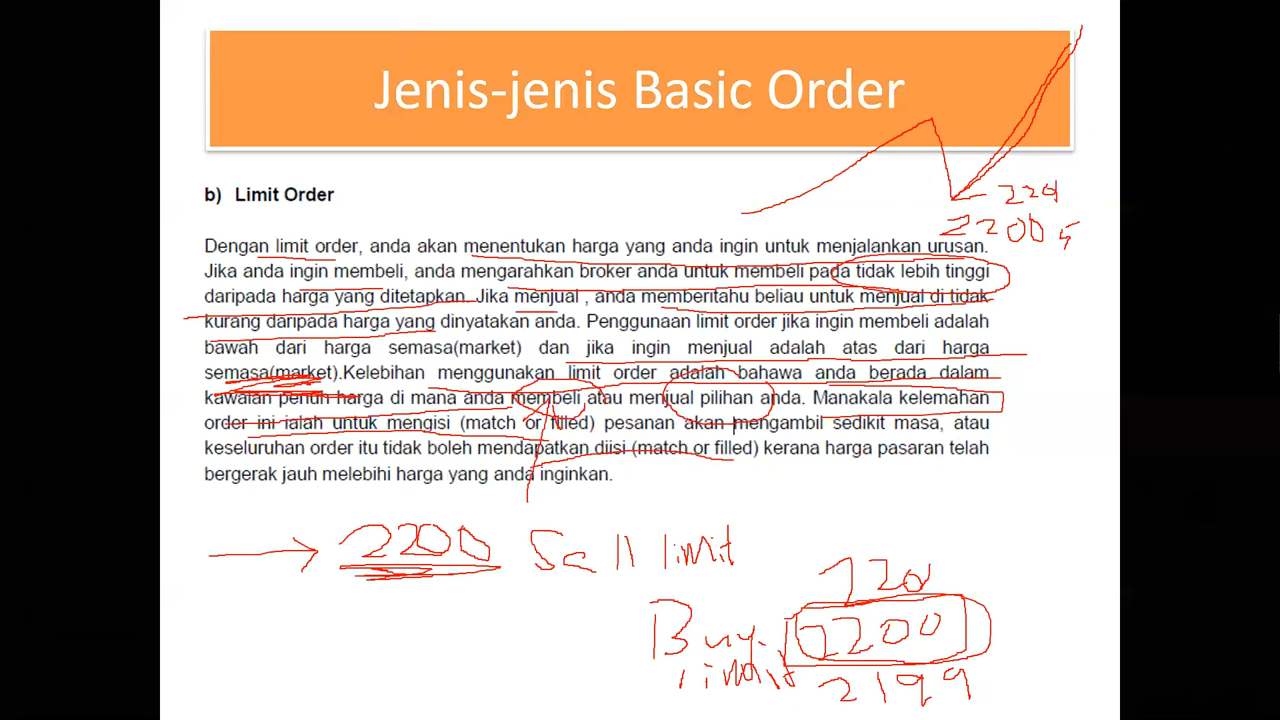 Jenis-jenis Basic Order
b) Limit Order
Dengan limit order, anda akan menentukan harga yang anda ingin untuk menjalankan urusan.
Jika anda ingin membeli, anda mengarahkan broker anda untuk membeli pada tidak lebih tinggi
daripada harga yang ditetapkan. Jika menjual , anda memberitahu beliau untuk menjual di tidak
kurang daripada harga yang dinyatakan anda. Penggunaan limit order jika ingin membeli adalah
bawah dari harga semasa(market) dan jika ingin menjual adalah atas dari harga
semasa(market).Kelebihan menggunakan limit order adalah bahawa anda berada dalam
kawalan penuh harga di mana anda membeli atau menjual pilihan anda. Manakala kelemahan
order ini ialah untuk mengisi (match or filled) pesanan akan mengambil sedikit masa, atau
keseluruhan order itu tidak boleh mendapatkan diisi (match or filled) kerana harga pasaran telah
bergerak jauh melebihi harga yang anda inginkan.
2200 5
2200 Sell limit
Buy limit
2200
2199